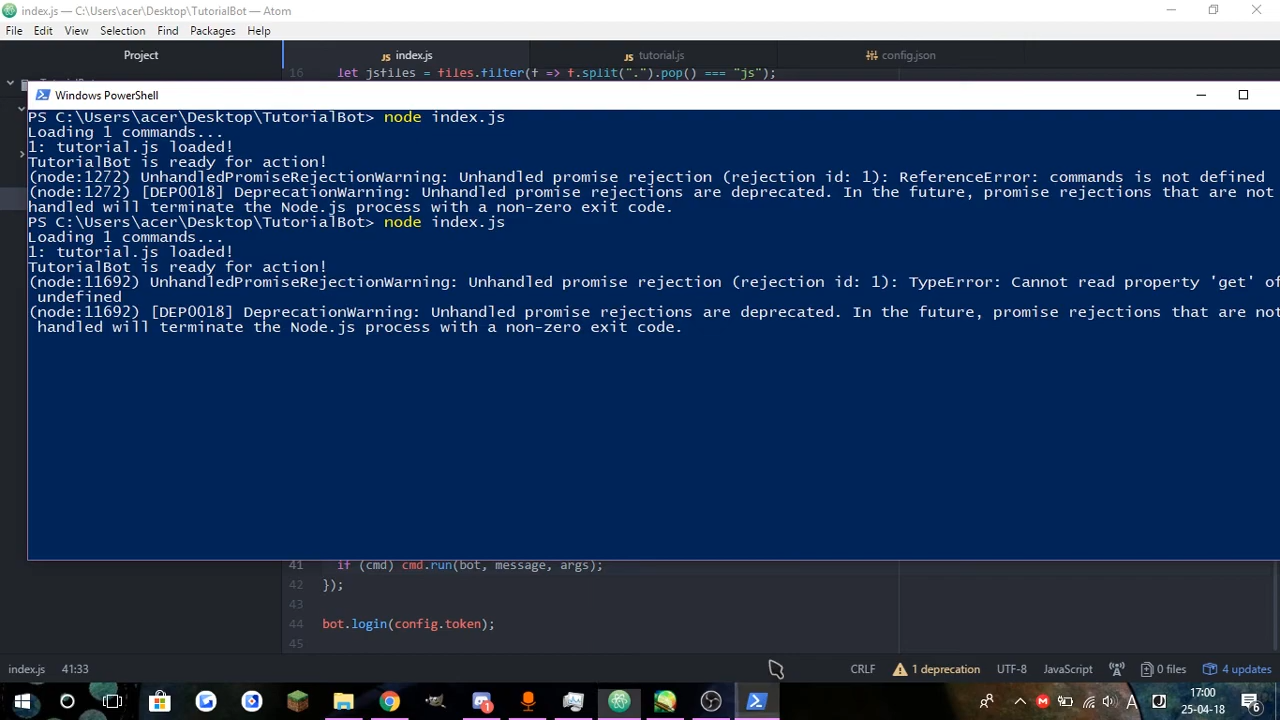 index.js — C:\Users\acer\Desktop\TutorialBot — Atom
File Edit View Selection Find Packages Help
Project index.js tutorial.js config.json
16 let jsfiles = files.filter(f => f.split(".").pop() === "js");
Windows PowerShell
PS C:\Users\acer\Desktop\TutorialBot> node index.js
Loading 1 commands...
1: tutorial.js loaded!
TutorialBot is ready for action!
(node:1272) UnhandledPromiseRejectionWarning: Unhandled promise rejection (rejection id: 1): ReferenceError: commands is not defined
(node:1272) [DEP0018] DeprecationWarning: Unhandled promise rejections are deprecated. In the future, promise rejections that are not
handled will terminate the Node.js process with a non-zero exit code.
PS C:\Users\acer\Desktop\TutorialBot> node index.js
Loading 1 commands...
1: tutorial.js loaded!
TutorialBot is ready for action!
(node:11692) UnhandledPromiseRejectionWarning: Unhandled promise rejection (rejection id: 1): TypeError: Cannot read property 'get' of
undefined
(node:11692) [DEP0018] DeprecationWarning: Unhandled promise rejections are deprecated. In the future, promise rejections that are not
handled will terminate the Node.js process with a non-zero exit code.
41 if (cmd) cmd.run(bot, message, args);
42 });
43
44 bot.login(config.token);
45
index.js 41:33 CRLF 1 deprecation UTF-8 JavaScript 0 files 4 updates
17:00
25-04-18
6